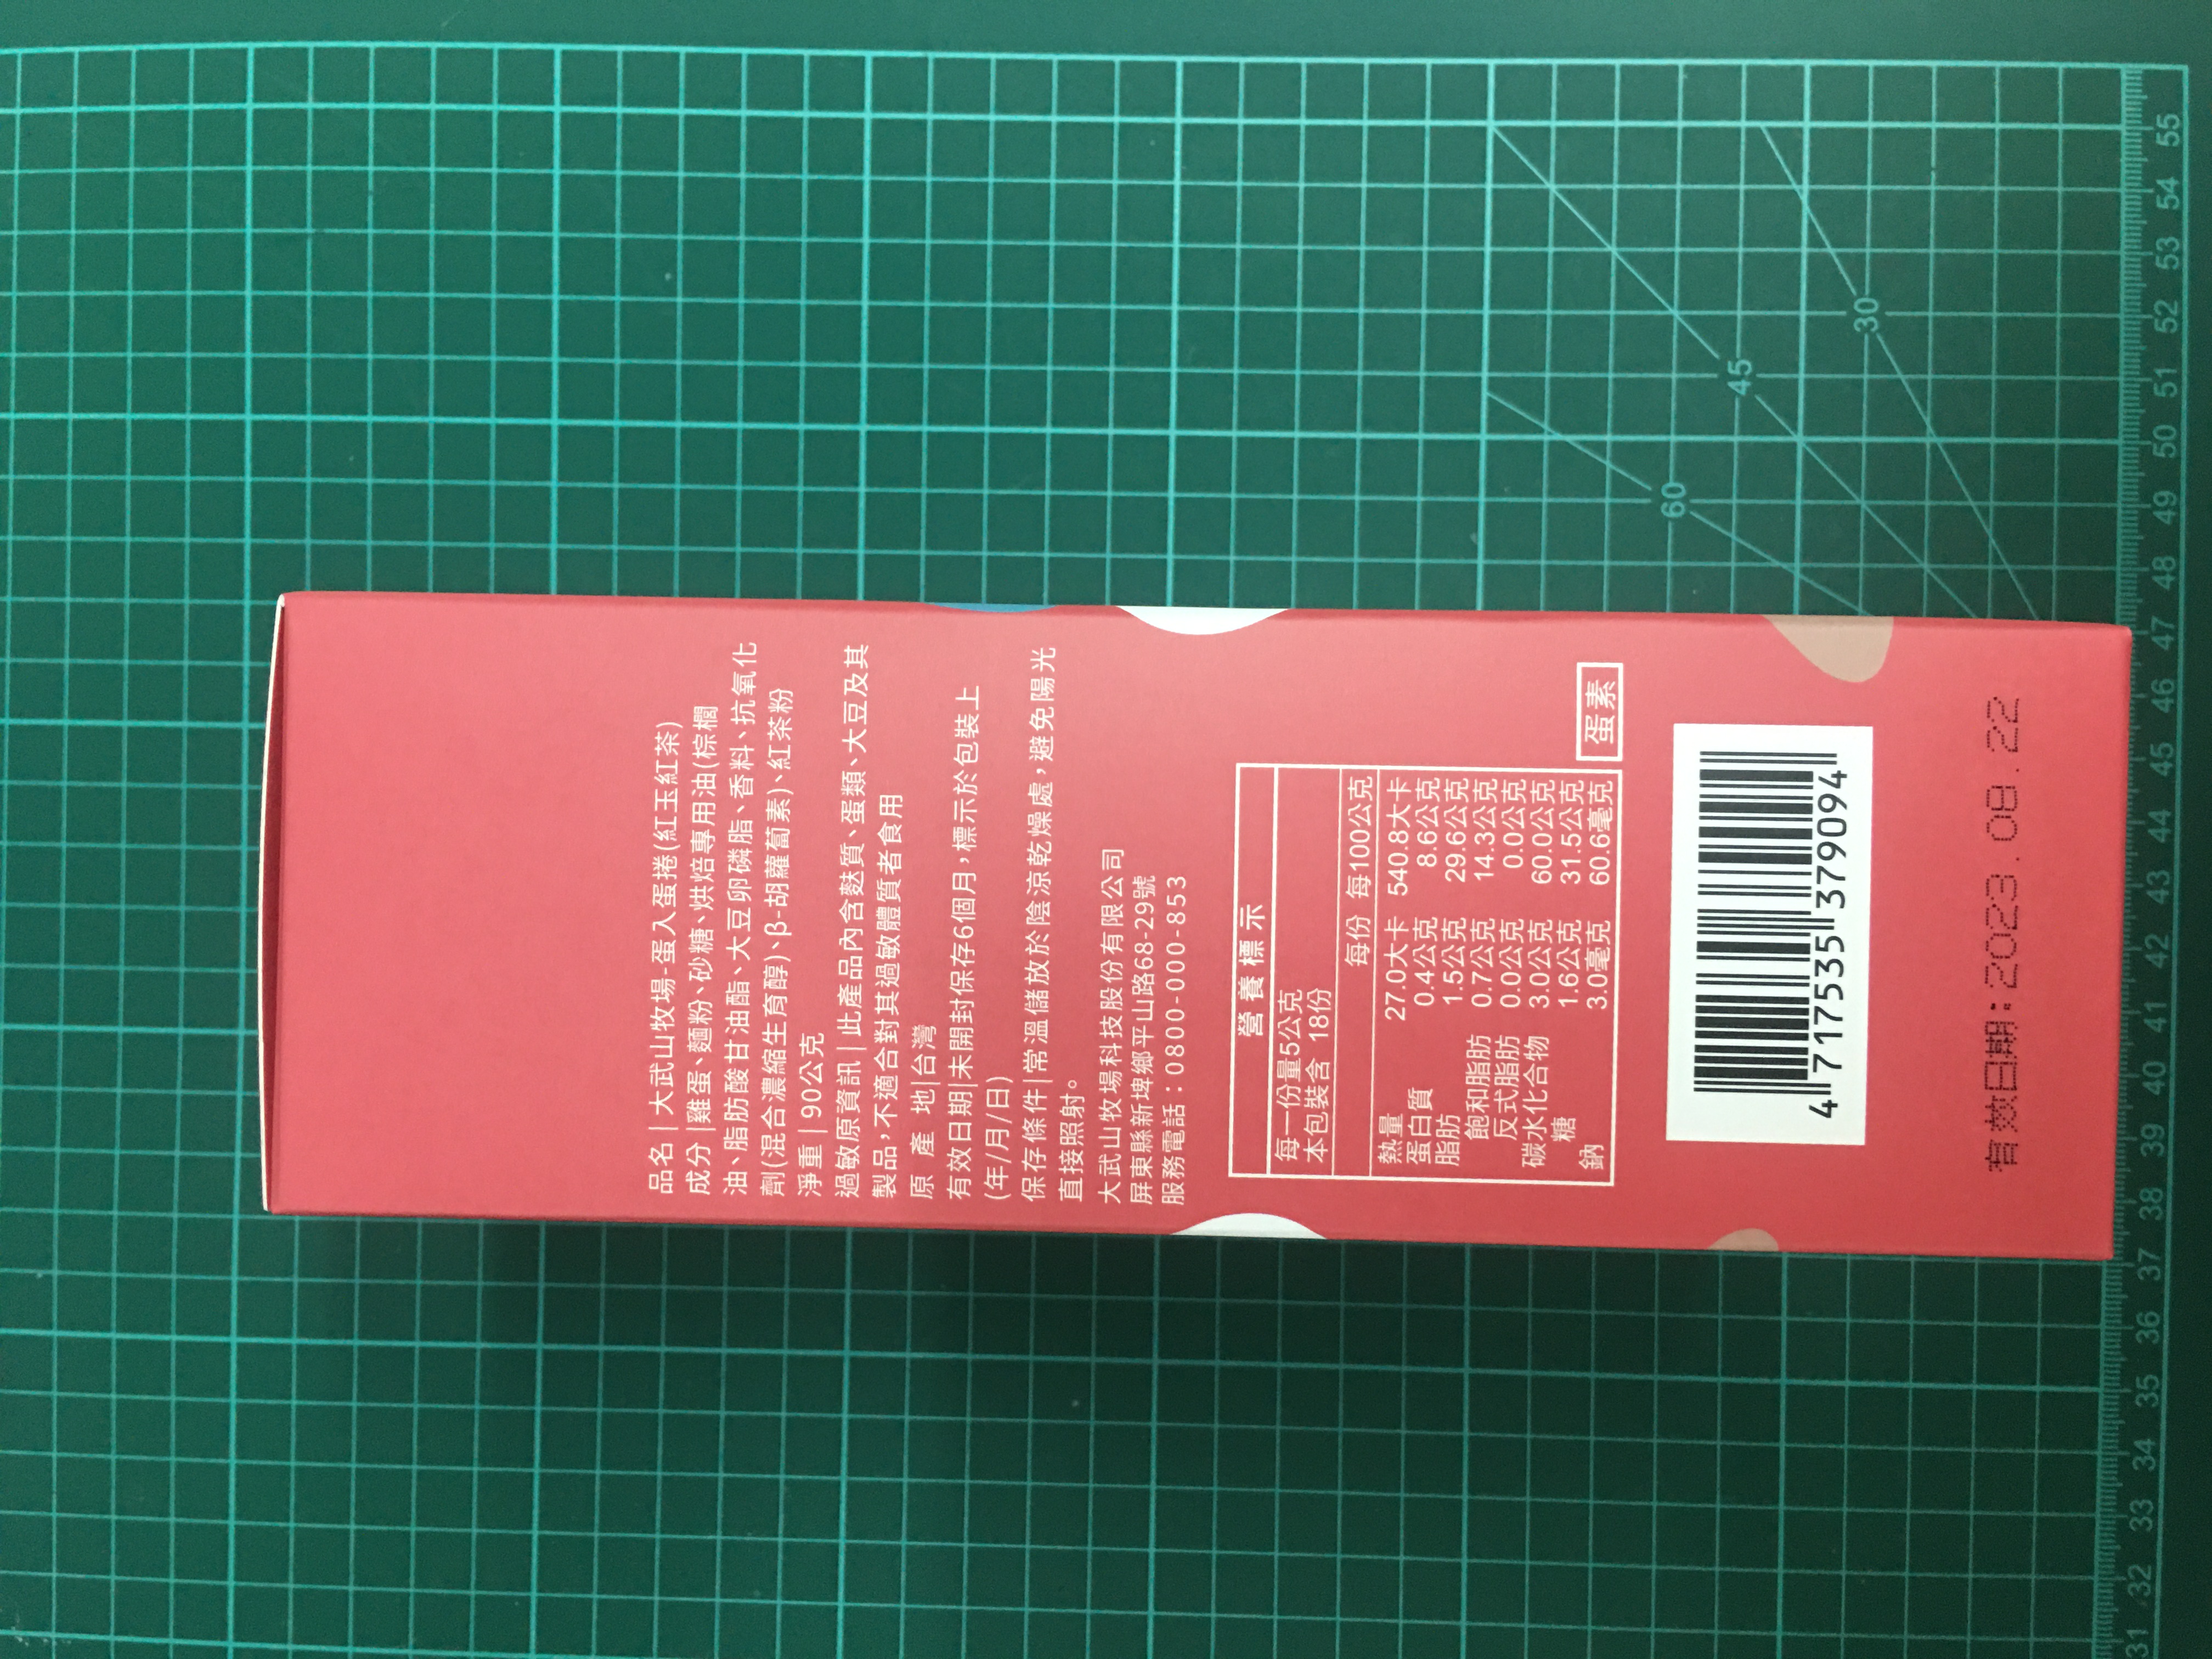 品名|大武山牧場-蛋入蛋捲(紅玉紅茶)
成分|雞蛋、麵粉、砂糖、烘焙專用油(棕櫚
油、脂肪酸甘油酯、大豆卵磷脂、香料、抗氧化
劑(混合濃縮生育醇)、β-胡蘿蔔素)、紅茶粉
淨重|90公克
過敏原資訊|此產品內含麩質、蛋類、大豆及其
製品,不適合對其過敏體質者食用
原 產 地|台灣
有效日期|未開封保存6個月,標示於包裝上
(年/月/日)
保存條件|常溫儲放於陰涼乾燥處,避免陽光
直接照射。
大武山牧場科技股份有限公司
屏東縣新埤鄉平山路68-29號
服務電話:0800-000-853
營養標示
每一份量5公克
本包裝含 18份
每份 每100公克
熱量 27.0大卡 540.8大卡
蛋白質 0.4公克 8.6公克
脂肪 1.5公克 29.6公克
飽和脂肪 0.7公克 14.3公克
反式脂肪 0.0公克 0.0公克
碳水化合物 3.0公克 60.0公克
糖 1.6公克 31.5公克
鈉 3.0毫克 60.6毫克
蛋素
4 717535 379094
有效日期:2023.08.22
30
45
60
55
54
53
52
51
50
49
48
47
46
45
44
43
42
41
40
39
38
37
36
35
34
33
32
31